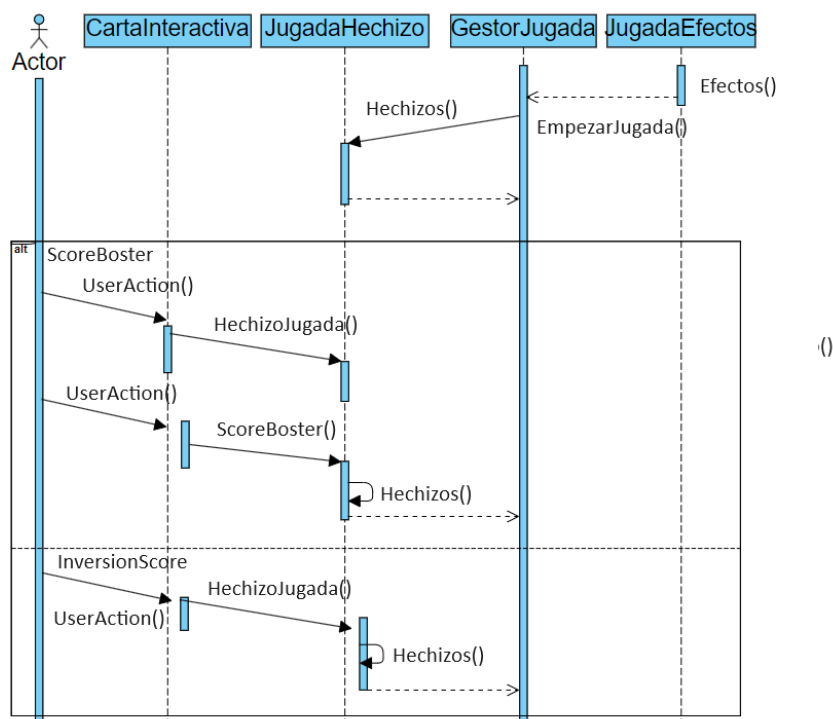 CartaInteractiva
JugadaHechizo
GestorJugada
JugadaEfectos
Actor
Efectos()
Hechizos()
EmpezarJugada()
alt
ScoreBoster
UserAction()
HechizoJugada()
()
UserAction()
ScoreBoster()
Hechizos()
InversionScore
HechizoJugada()
UserAction()
Hechizos()